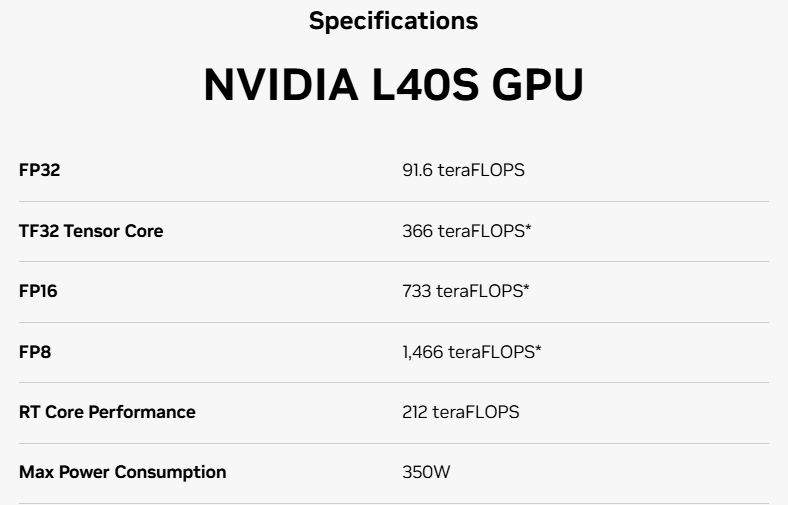 Specifications
NVIDIA L40S GPU
FP32 91.6 teraFLOPS
TF32 Tensor Core 366 teraFLOPS*
FP16 733 teraFLOPS*
FP8 1,466 teraFLOPS*
RT Core Performance 212 teraFLOPS
Max Power Consumption 350W